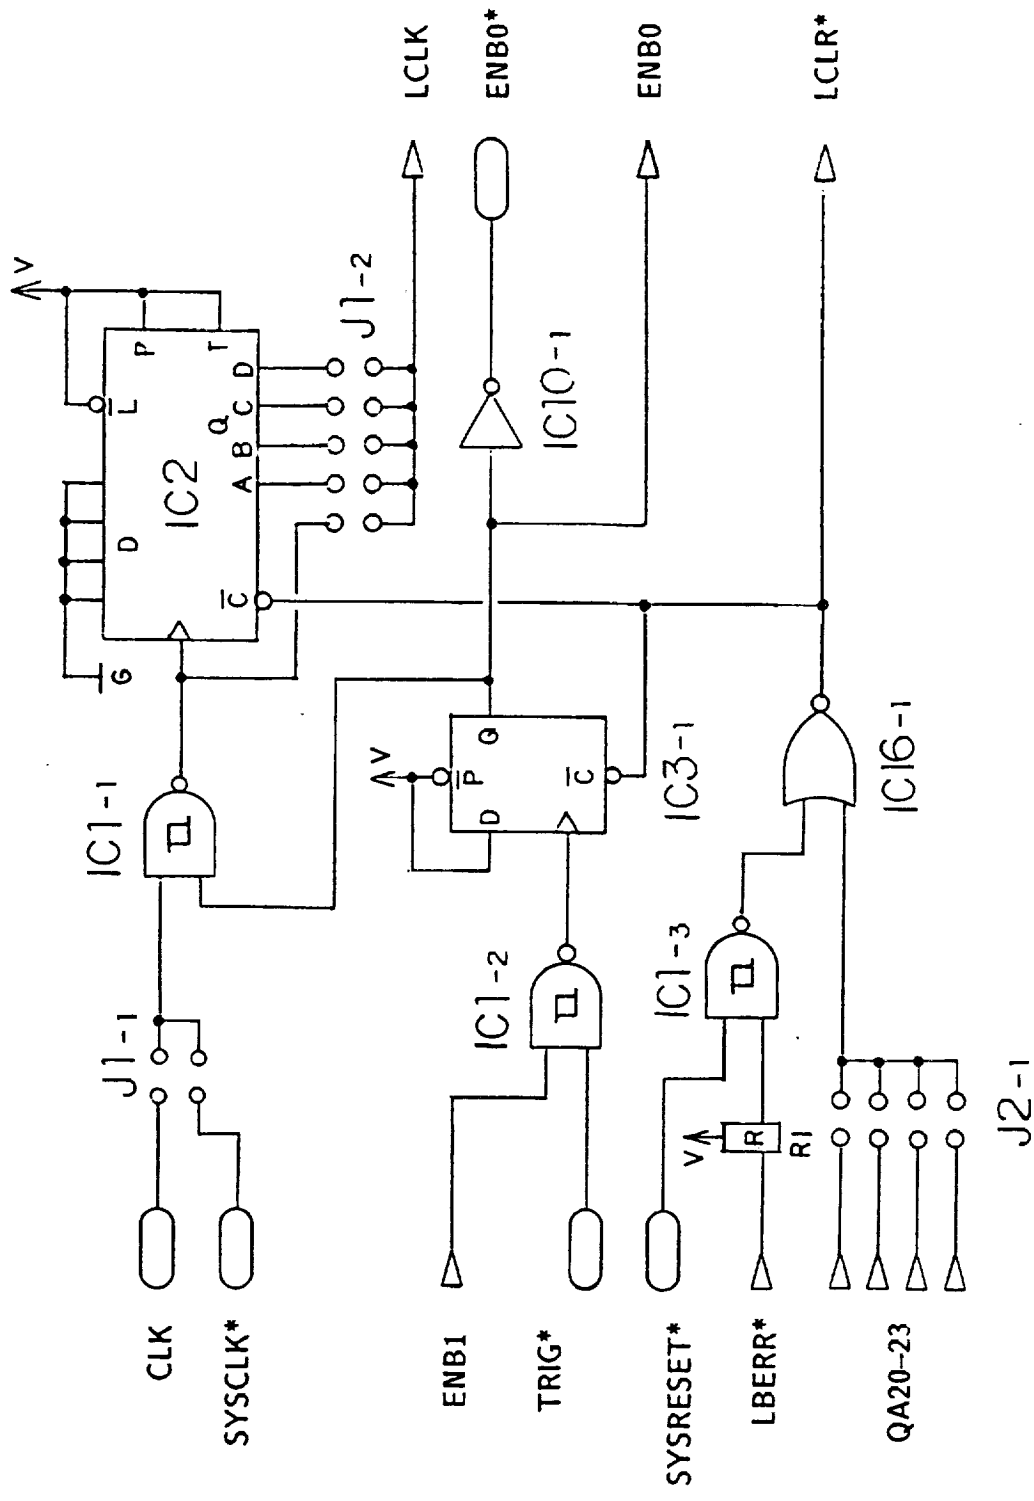 CLK
SYSCLK*
ENB1
TRIG*
SYSRESET*
LBERR*
QA20-23
J1-1
IC1-1
IC1-2
IC1-3
V
R
R1
J2-1
G
D
IC2
L
P
T
C
A
B
C
D
Q
V
J1-2
V
P
D
Q
C
IC3-1
IC16-1
IC10-1
LCLK
ENB0*
ENB0
LCLR*